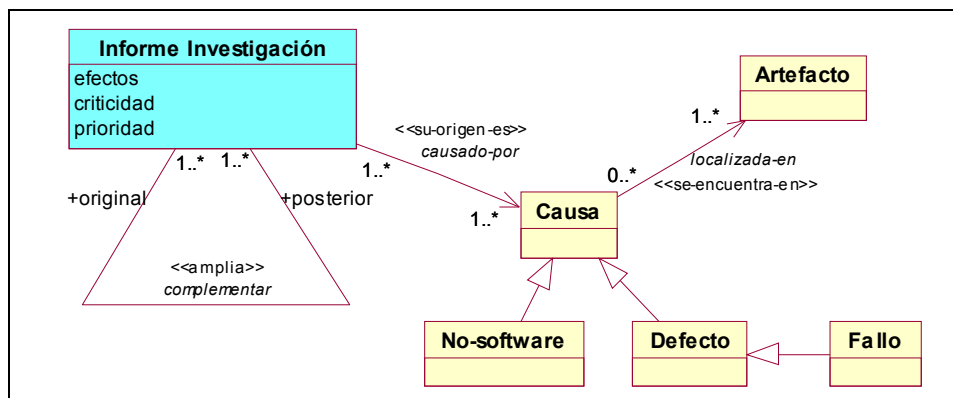 Informe Investigación
efectos
criticidad
prioridad
1..*
1..*
+original
+posterior
<<amplia>>
complementar
<<su-origen-es>>
causado-por
1..*
1..*
Causa
Artefacto
1..*
localizada-en
0..*
<<se-encuentra-en>>
No-software
Defecto
Fallo